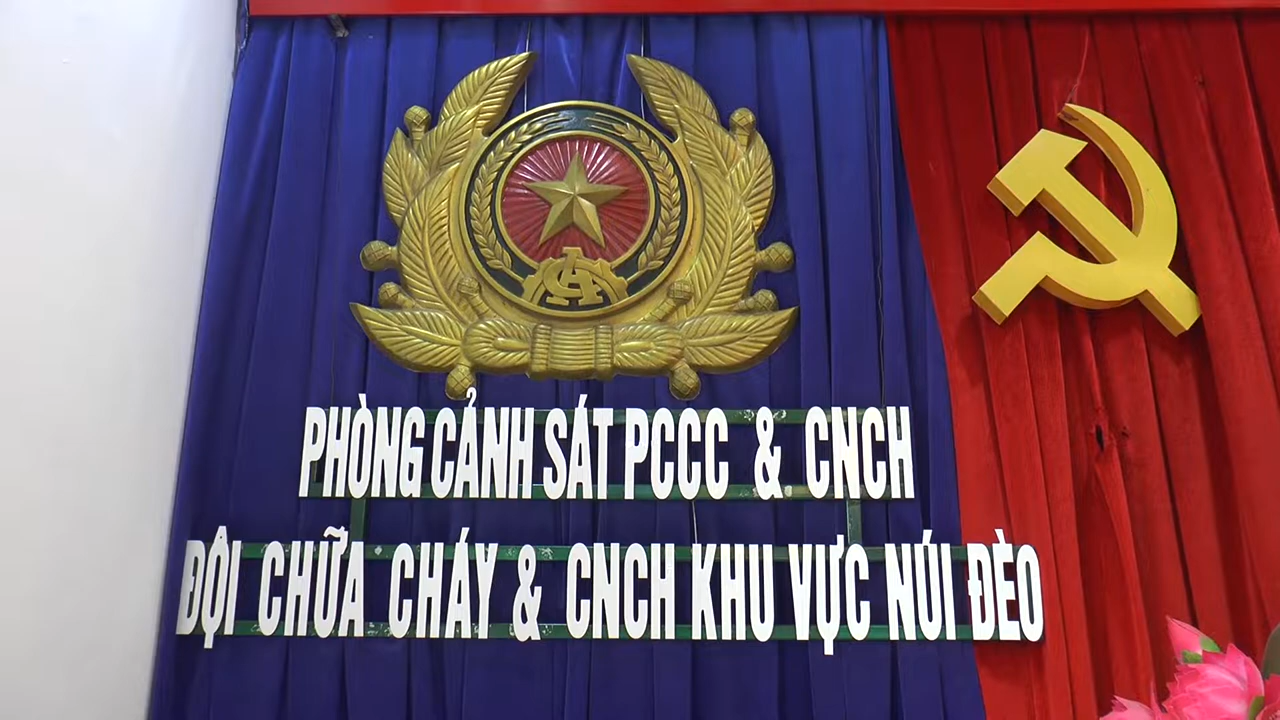 PHÒNG CẢNH SÁT PCCC & CNCH
ĐỘI CHỮA CHÁY & CNCH KHU VỰC NÚI ĐÈO